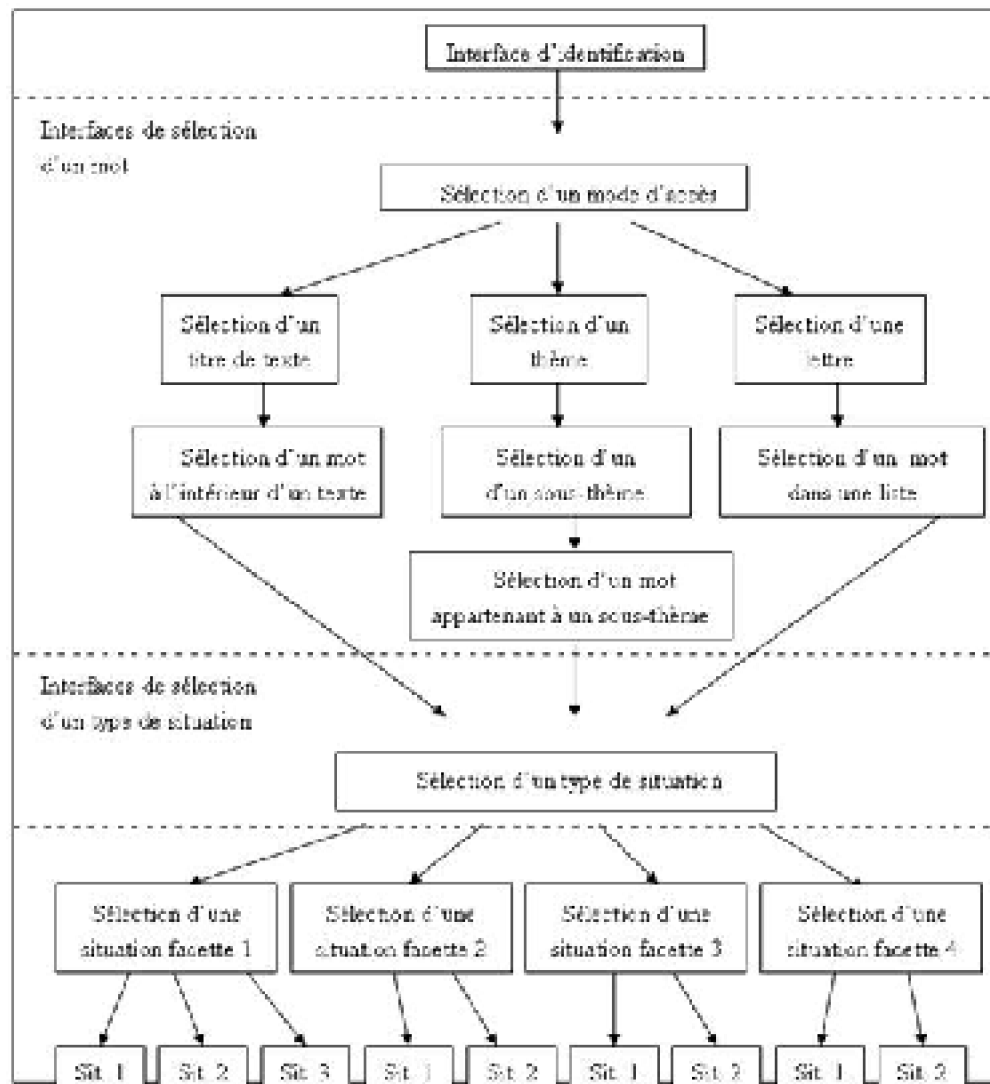 Interface d'identification
Interfaces de sélection
d'un mot
Sélection d'un mode d'accès
Sélection d'un
titre de texte
Sélection d'un
thème
Sélection d'une
lettre
Sélection d'un mot
à l'intérieur d'un texte
Sélection d'un
d'un sous-thème
Sélection d'un mot
dans une liste
Sélection d'un mot
appartenant à un sous-thème
Interfaces de sélection
d'un type de situation
Sélection d'un type de situation
Sélection d'une
situation facette 1
Sélection d'une
situation facette 2
Sélection d'une
situation facette 3
Sélection d'une
situation facette 4
Sit. 1
Sit. 2
Sit. 3
Sit. 1
Sit. 2
Sit. 1
Sit. 2
Sit. 1
Sit. 2